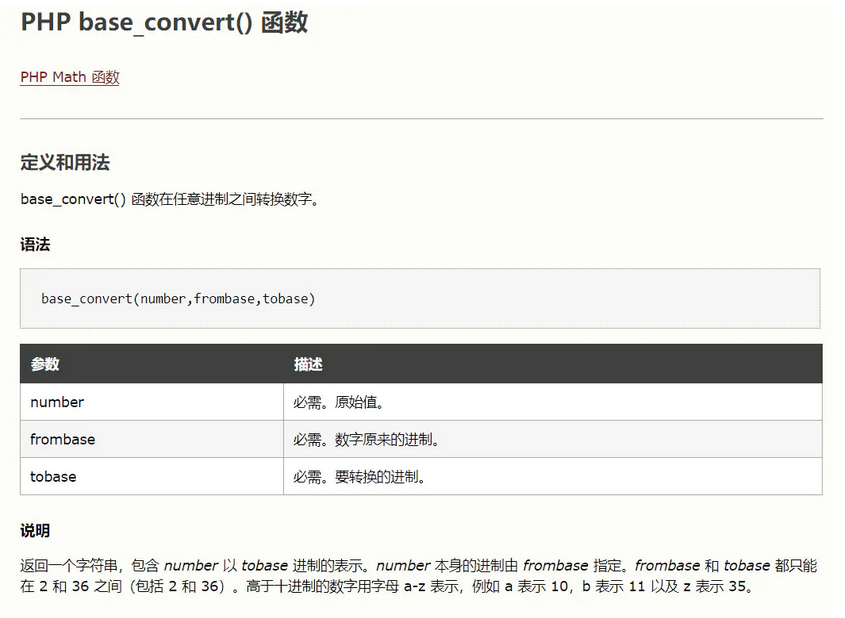 PHP base_convert() 函数
PHP Math 函数
定义和用法
base_convert() 函数在任意进制之间转换数字。
语法
base_convert(number,frombase,tobase)
参数 描述
number 必需。原始值。
frombase 必需。数字原来的进制。
tobase 必需。要转换的进制。
说明
返回一个字符串，包含 number 以 tobase 进制的表示。number 本身的进制由 frombase 指定。frombase 和 tobase 都只能
在 2 和 36 之间（包括 2 和 36）。高于十进制的数字用字母 a-z 表示，例如 a 表示 10，b 表示 11 以及 z 表示 35。